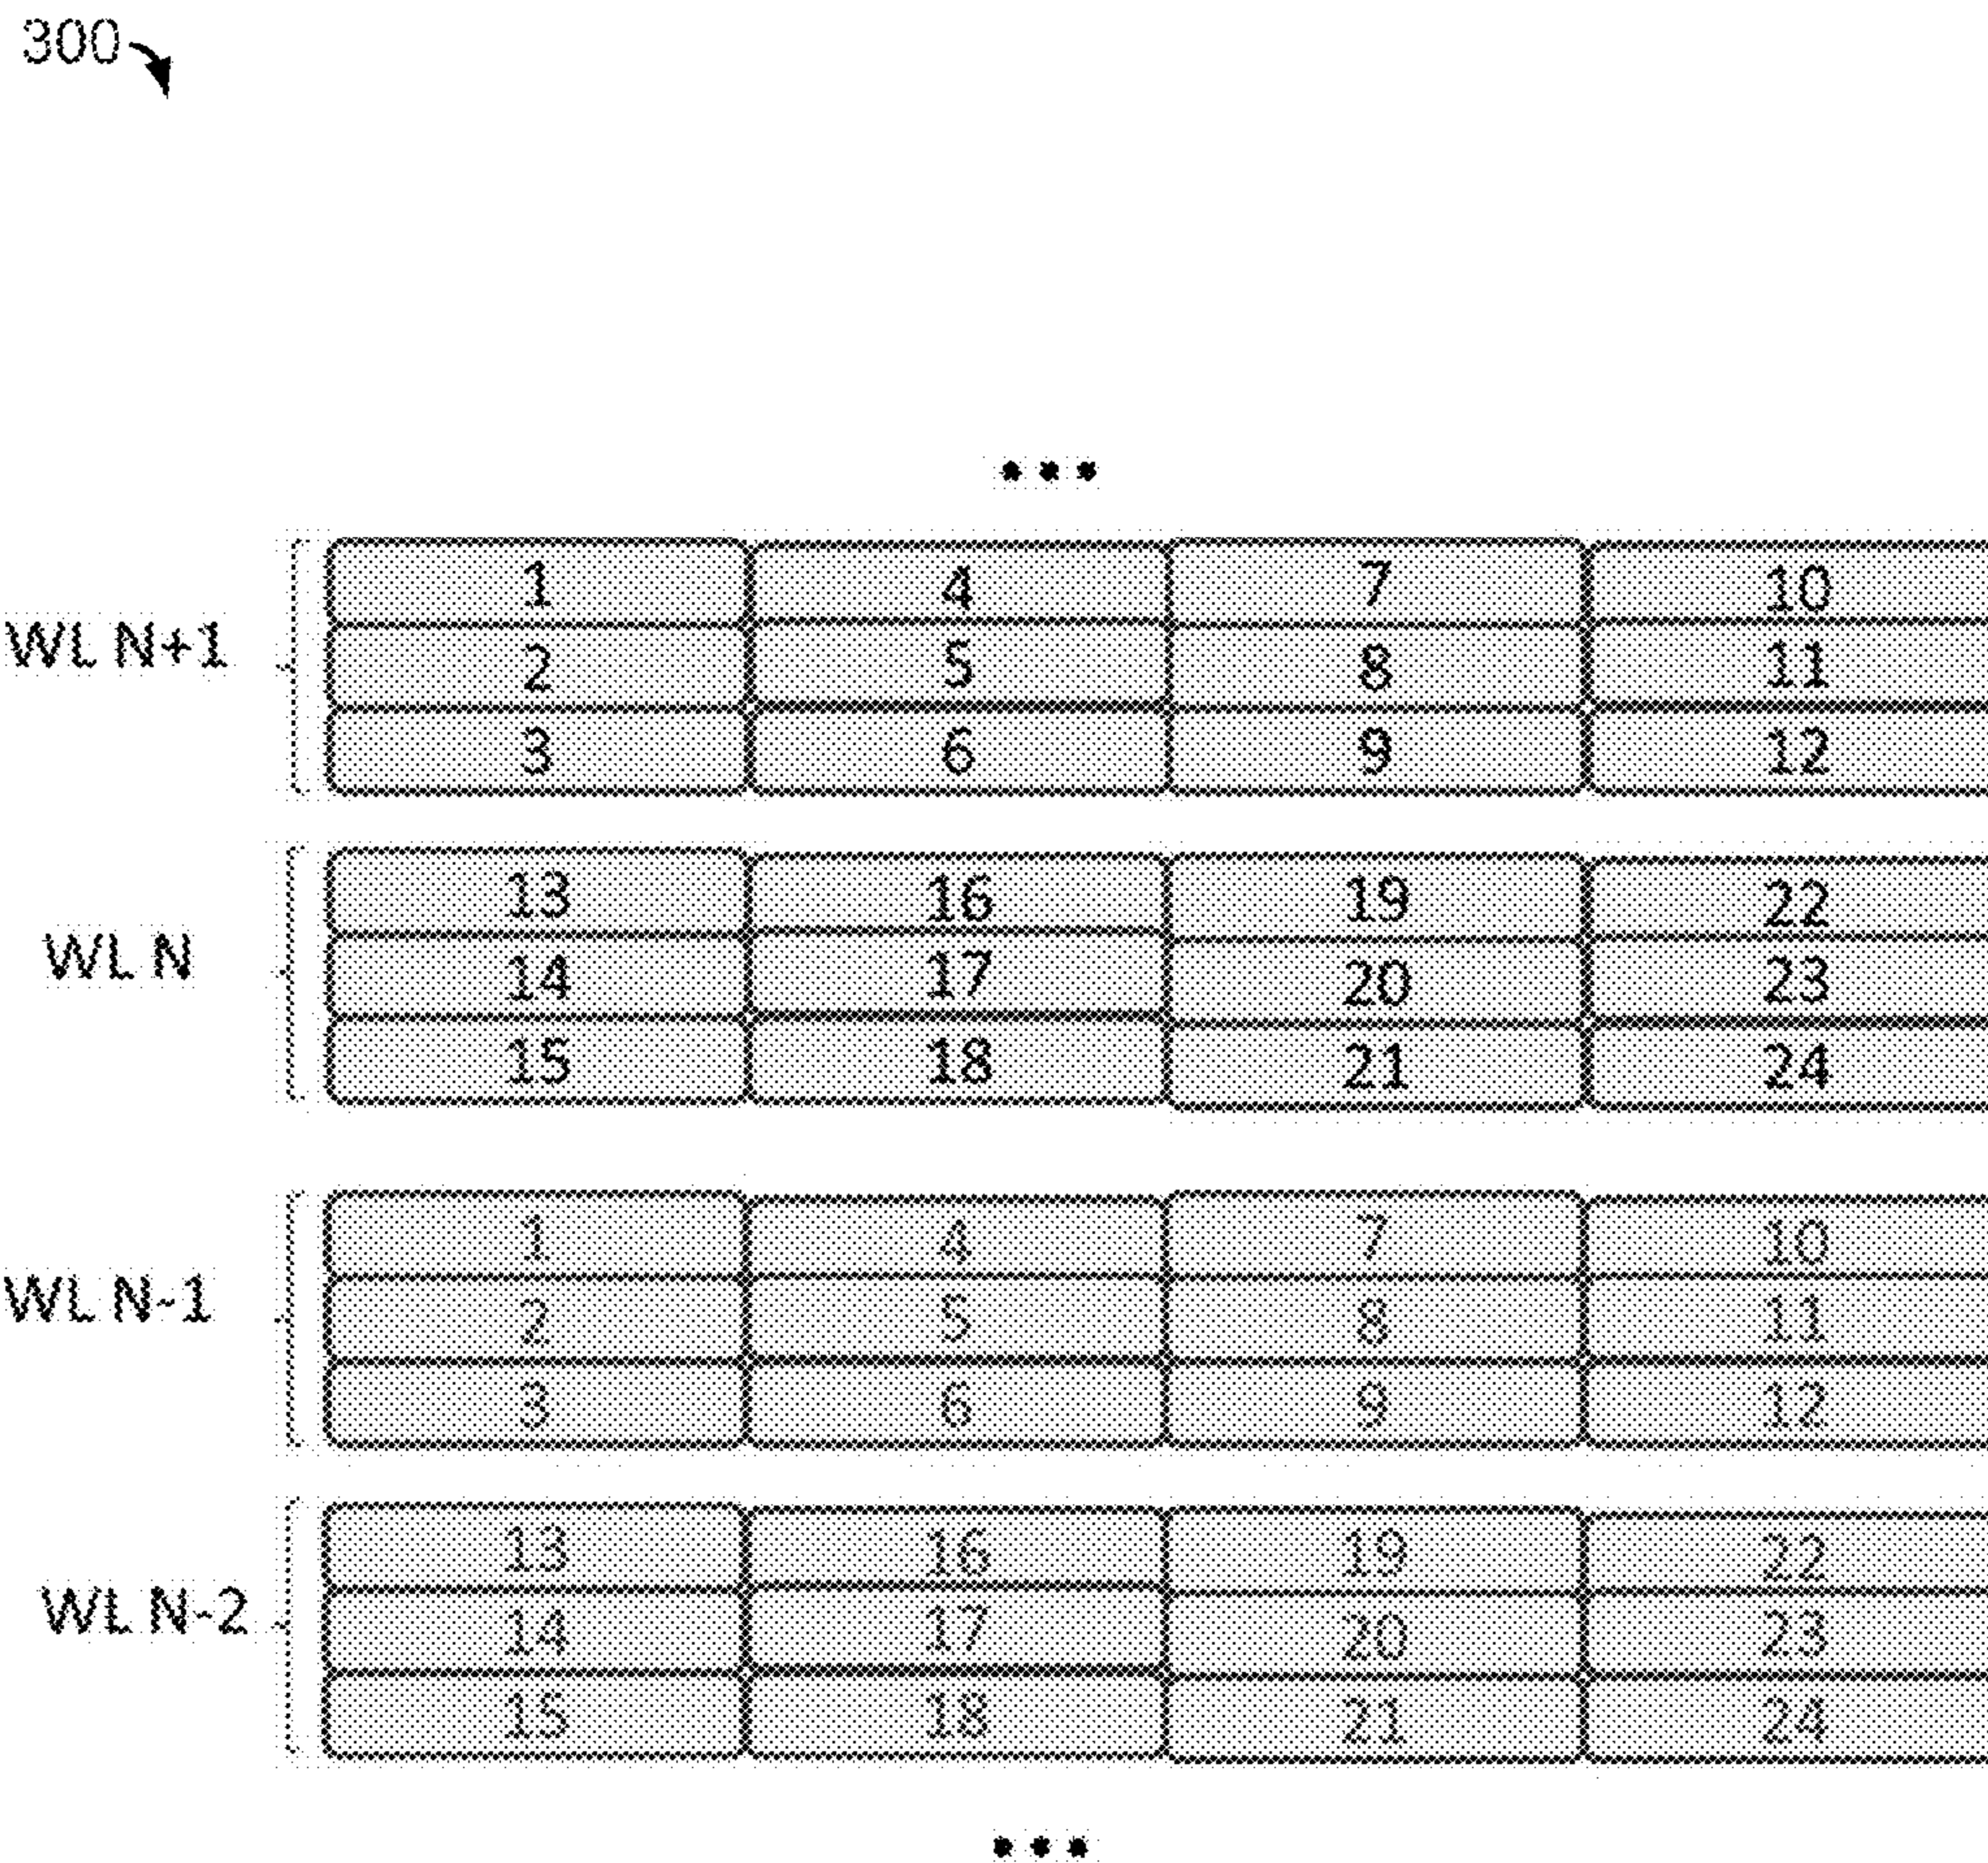 300
...
1 4 7 10
WL N+1 2 5 8 11
3 6 9 12
13 16 19 22
WL N 14 17 20 23
15 18 21 24
1 4 7 10
WL N-1 2 5 8 11
3 6 9 12
13 16 19 22
WL N-2 14 17 20 23
15 18 21 24
...